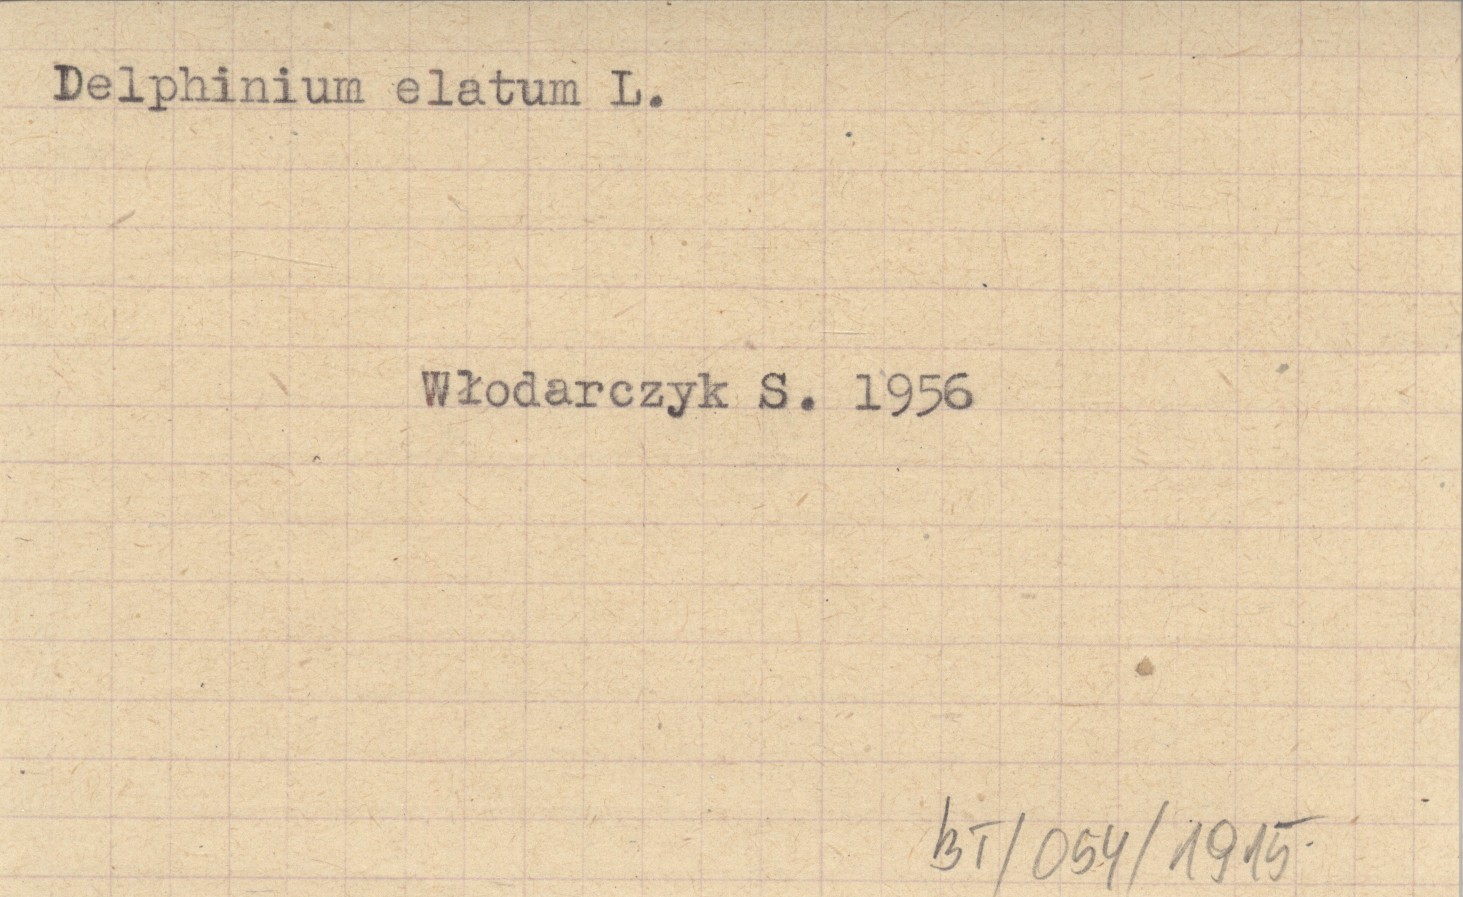 Delphinium elatum L.
Włodarczyk S. 1956
BT/054/1915